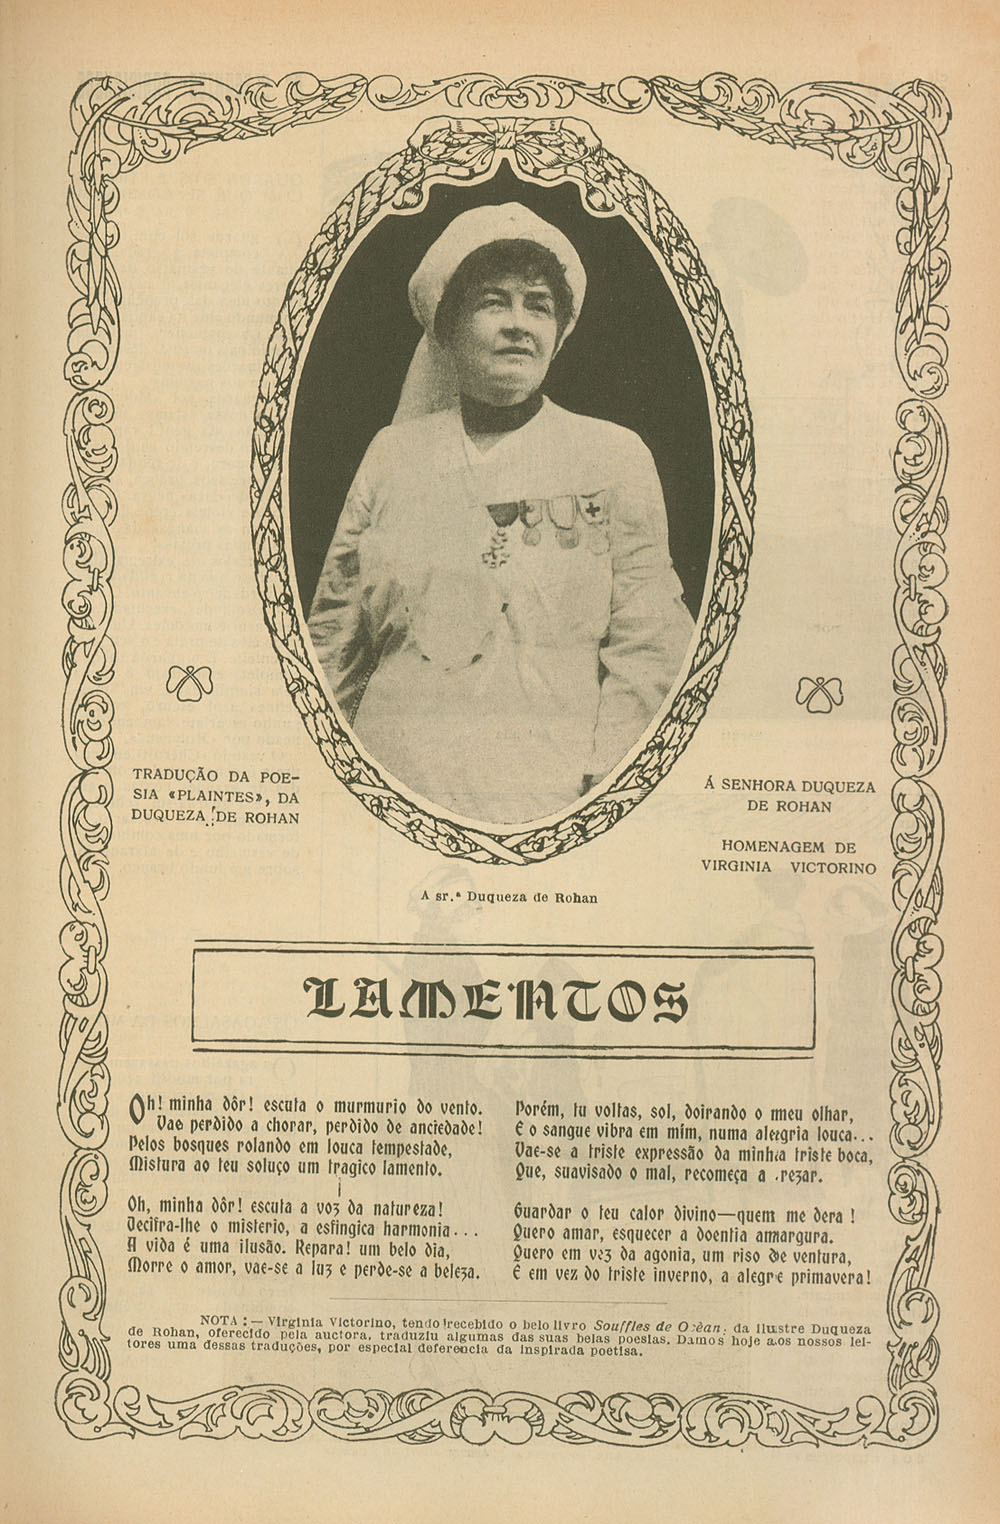 TRADUÇÃO DA POE-
SIA «PLAINTES», DA
DUQUEZA DE ROHAN
Á SENHORA DUQUEZA
DE ROHAN
HOMENAGEM DE
VIRGINIA VICTORINO
A sr.ª Duqueza de Rohan
LAMENTOS
Oh! minha dôr! escuta o murmurio do vento.
Vae perdido a chorar, perdido de anciedade!
Pelos bosques rolando em louca tempestade,
Mistura ao teu soluço um tragico lamento.
Oh, minha dôr! escuta a voz da natureza!
Decifra-lhe o misterio, a esfingica harmonia...
A vida é uma ilusão. Repara! um belo dia,
Morre o amor, vae-se a luz e perde-se a beleza.
Porém, tu voltas, sol, doirando o meu olhar,
E o sangue vibra em mim, numa alegria louca...
Vae-se a triste expressão da minha triste boca,
Que, suavisado o mal, recomeça a rezar.
Guardar o teu calor divino—quem me dera!
Quero amar, esquecer a doentia amargura.
Quero em vez da agonia, um riso de ventura,
E em vez do triste inverno, a alegre primavera!
NOTA:—Virginia Victorino, tendo recebido o belo livro Souffles de Ocèan, da ilustre Duqueza
de Rohan, oferecido pela auctora, traduziu algumas das suas belas poesias. Damos hoje aos nossos lei-
tores uma dessas traduções, por especial deferencia da inspirada poetisa.